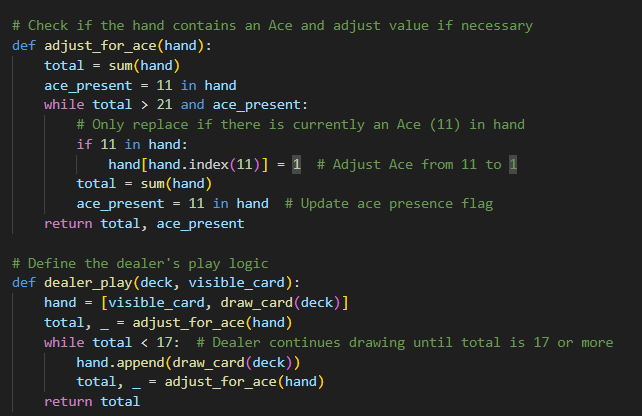 # Check if the hand contains an Ace and adjust value if necessary
def adjust_for_ace(hand):
    total = sum(hand)
    ace_present = 11 in hand
    while total > 21 and ace_present:
        # Only replace if there is currently an Ace (11) in hand
        if 11 in hand:
            hand[hand.index(11)] = 1  # Adjust Ace from 11 to 1
        total = sum(hand)
        ace_present = 11 in hand  # Update ace presence flag
    return total, ace_present

# Define the dealer's play logic
def dealer_play(deck, visible_card):
    hand = [visible_card, draw_card(deck)]
    total, _ = adjust_for_ace(hand)
    while total < 17:  # Dealer continues drawing until total is 17 or more
        hand.append(draw_card(deck))
        total, _ = adjust_for_ace(hand)
    return total